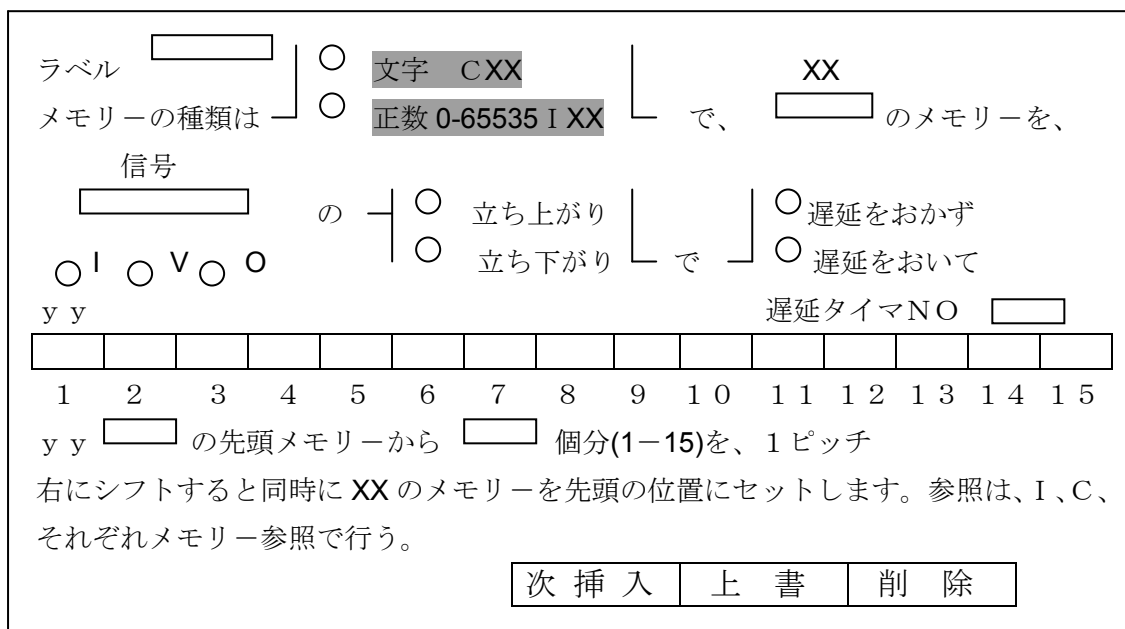 ラベル
文字 CXX
XX
メモリーの種類は 正数 0-65535 I XX で、 のメモリーを、
信号
の 立ち上がり 遅延をおかず
立ち下がり で 遅延をおいて
I V O
yy 遅延タイマNO
1 2 3 4 5 6 7 8 9 10 11 12 13 14 15
yy の先頭メモリーから 個分(1-15)を、1ピッチ
右にシフトすると同時に XX のメモリーを先頭の位置にセットします。参照は、I、C、
それぞれメモリー参照で行う。
次挿入 上 書 削 除